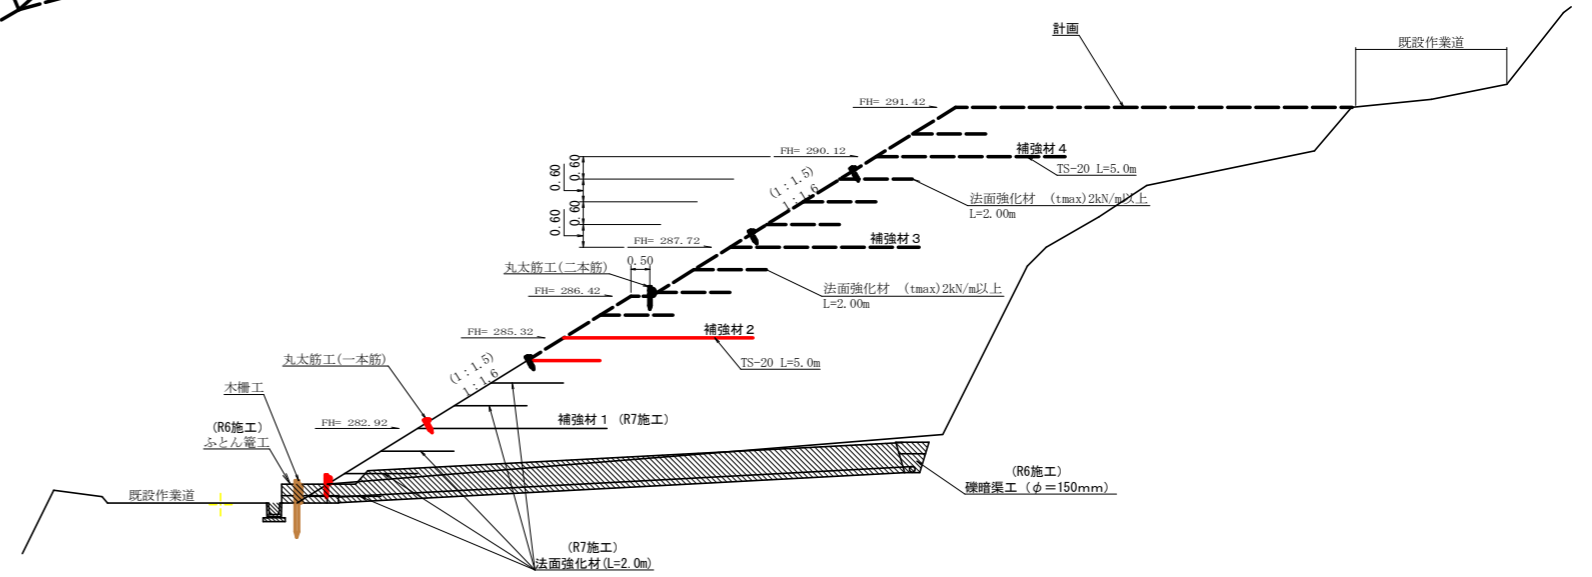 計画
既設作業道
FH= 291.42
補強材4
FH= 290.12
TS-20 L=5.0m
0.60
0.60
0.60
0.60
(1：1.5)
1：1.6
法面強化材　(tmax)2kN/m以上
L=2.00m
補強材3
FH= 287.72
0.50
丸太筋工(二本筋)
法面強化材　(tmax)2kN/m以上
L=2.00m
FH= 286.42
補強材2
FH= 285.32
TS-20 L=5.0m
丸太筋工(一本筋)
(1：1.5)
1：1.6
木柵工
補強材1 (R7施工)
FH= 282.92
(R6施工)
ふとん篭工
(R6施工)
礫暗渠工（φ＝150mm）
既設作業道
(R7施工)
法面強化材(L=2.0m)